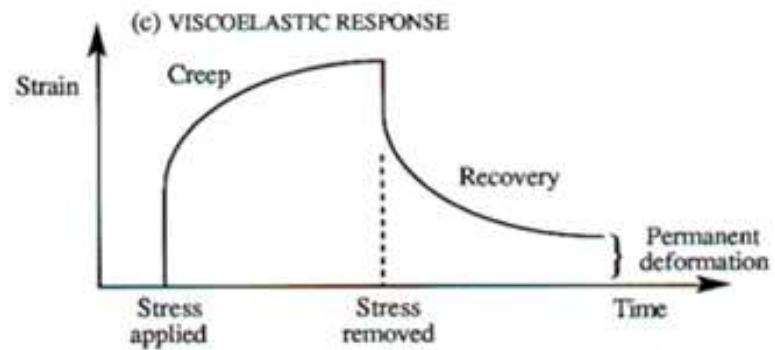 (c) VISCOELASTIC RESPONSE
Strain
Creep
Recovery
Permanent
deformation
Stress
applied
Stress
removed
Time